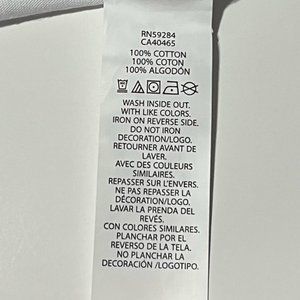 RN59284
CA40465
100% COTTON
100% COTON
100% ALGODÓN
WASH INSIDE OUT.
WITH LIKE COLORS.
IRON ON REVERSE SIDE.
DO NOT IRON
DECORATION/LOGO.
RETOURNER AVANT DE
LAVER.
AVEC DES COULEURS
SIMILAIRES.
REPASSER SUR L'ENVERS.
NE PAS REPASSER LA
DÉCORATION/LOGO.
LAVAR LA PRENDA DEL
REVÉS.
CON COLORES SIMILARES.
PLANCHAR POR EL
REVERSO DE LA TELA.
NO PLANCHAR LA
DECORACIÓN /LOGOTIPO.